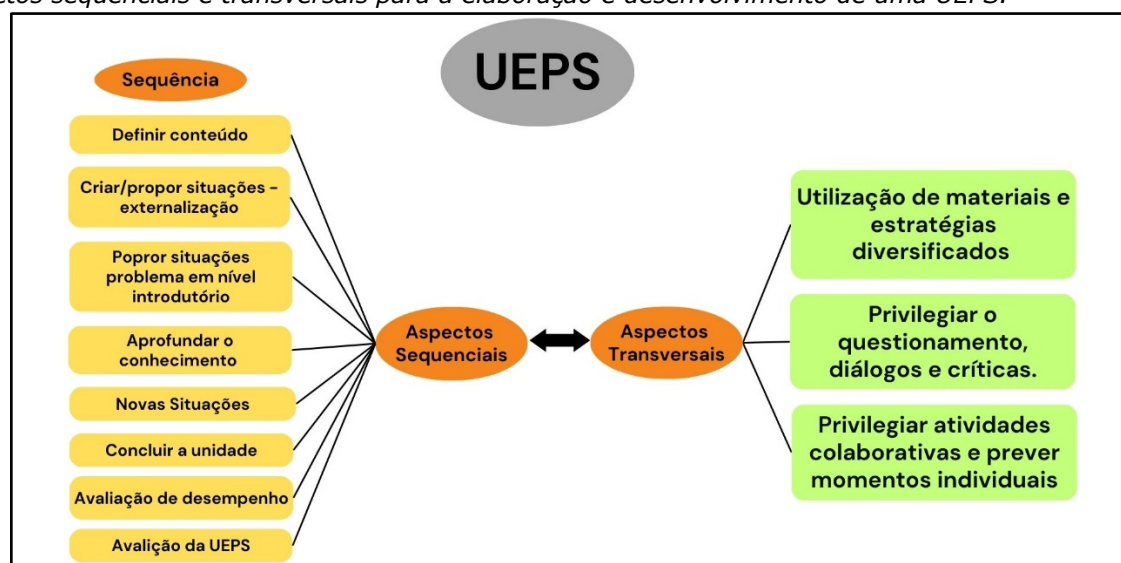 tos sequenciais e transversais para a elaboração e desenvolvimento de uma UEPS.
UEPS
Sequência
Definir conteúdo
Criar/propor situações –
externalização
Popror situações
problema em nível
introdutório
Aprofundar o
conhecimento
Novas Situações
Concluir a unidade
Avaliação de desempenho
Avalição da UEPS
Aspectos
Sequenciais
Aspectos
Transversais
Utilização de materiais e
estratégias
diversificados
Privilegiar o
questionamento,
diálogos e críticas.
Privilegiar atividades
colaborativas e prever
momentos individuais